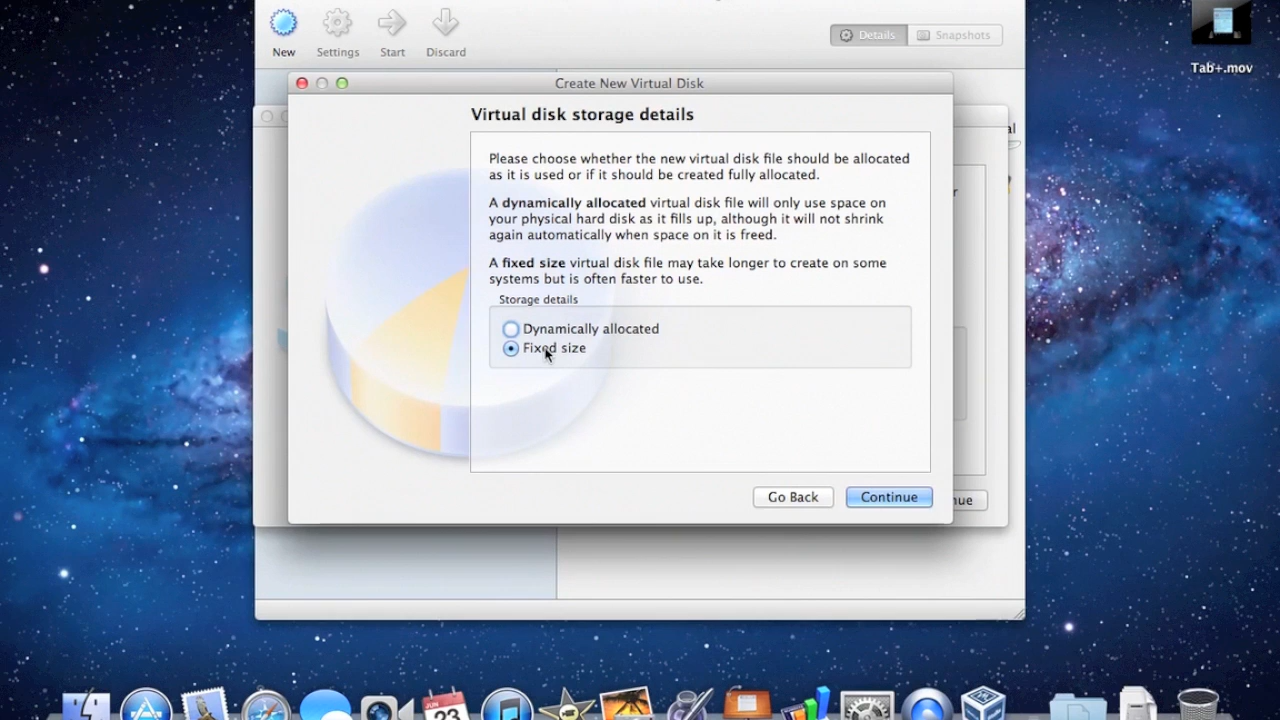 New
Settings
Start
Discard
Details
Snapshots
Tab+.mov
Create New Virtual Disk
Virtual disk storage details
Please choose whether the new virtual disk file should be allocated
as it is used or if it should be created fully allocated.
A dynamically allocated virtual disk file will only use space on
your physical hard disk as it fills up, although it will not shrink
again automatically when space on it is freed.
A fixed size virtual disk file may take longer to create on some
systems but is often faster to use.
Storage details
Dynamically allocated
Fixed size
Go Back
Continue
nue
JUN
23